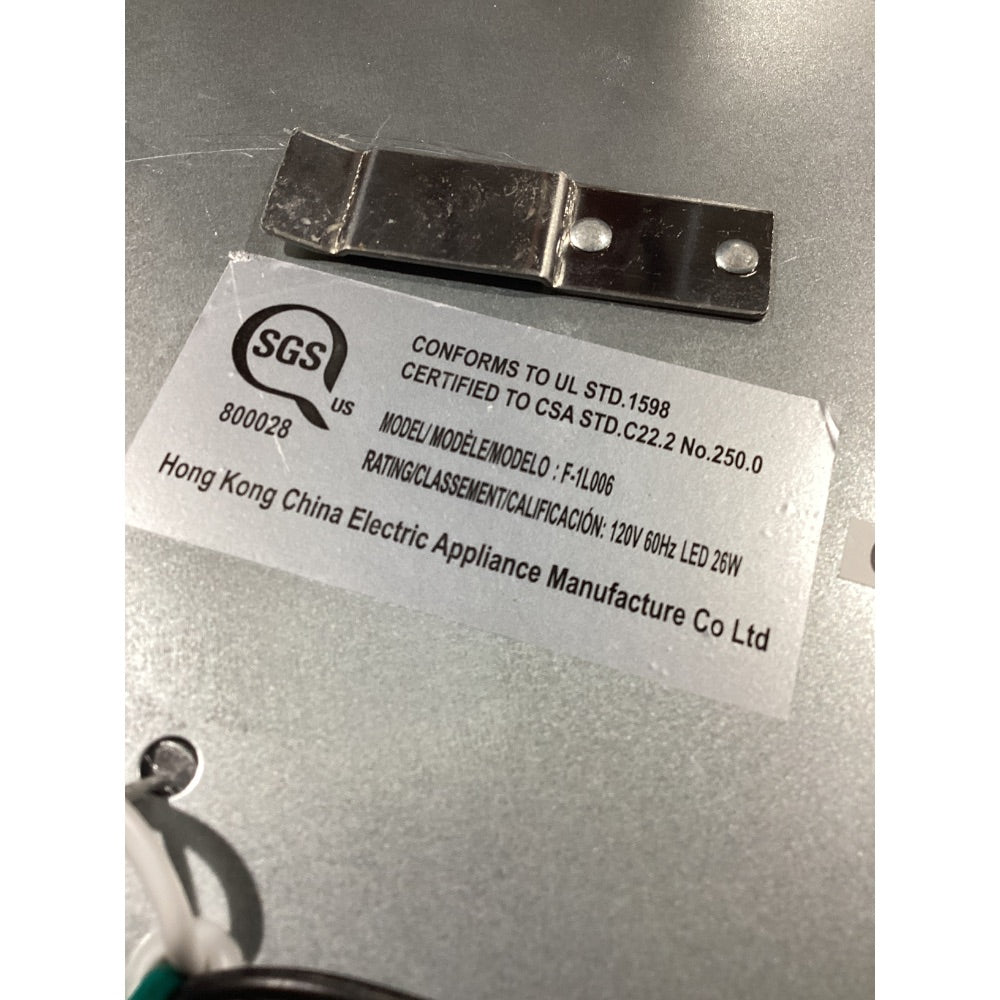 SGS
US
800028
CONFORMS TO UL STD.1598
CERTIFIED TO CSA STD.C22.2 No.250.0
MODEL/ MODÈLE/MODELO : F-1L006
RATING/CLASSEMENT/CALIFICACIÓN: 120V 60Hz LED 26W
Hong Kong China Electric Appliance Manufacture Co Ltd